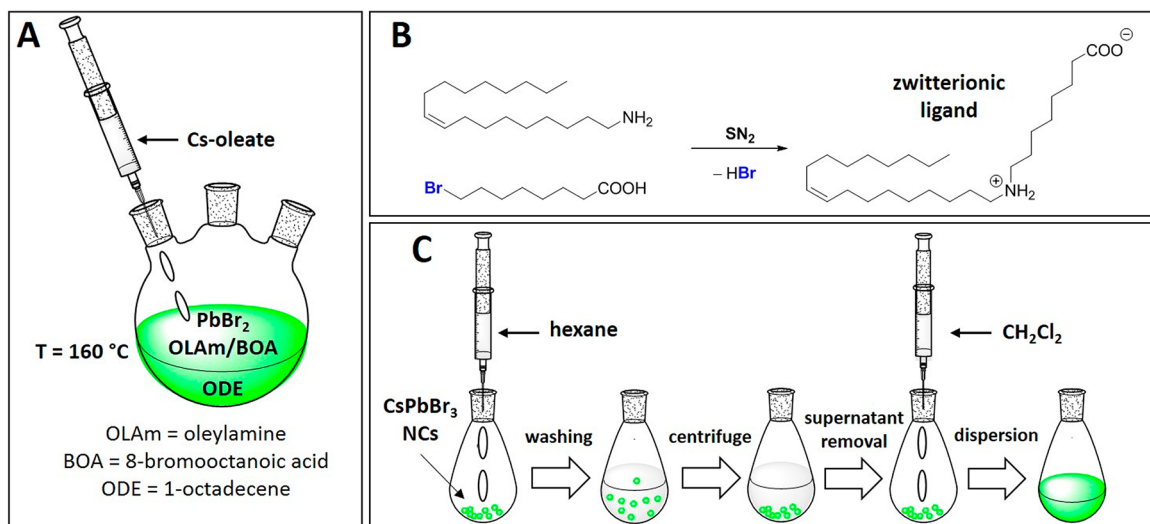 A
Cs-oleate
PbBr₂
OLAm/BOA
T = 160 °C
ODE
OLAm = oleylamine
BOA = 8-bromooctanoic acid
ODE = 1-octadecene
B
NH₂
Br
COOH
SN₂
– HBr
zwitterionic
ligand
COO⊖
⊕
NH₂
C
hexane
CH₂Cl₂
CsPbBr₃
NCs
washing
centrifuge
supernatant
removal
dispersion